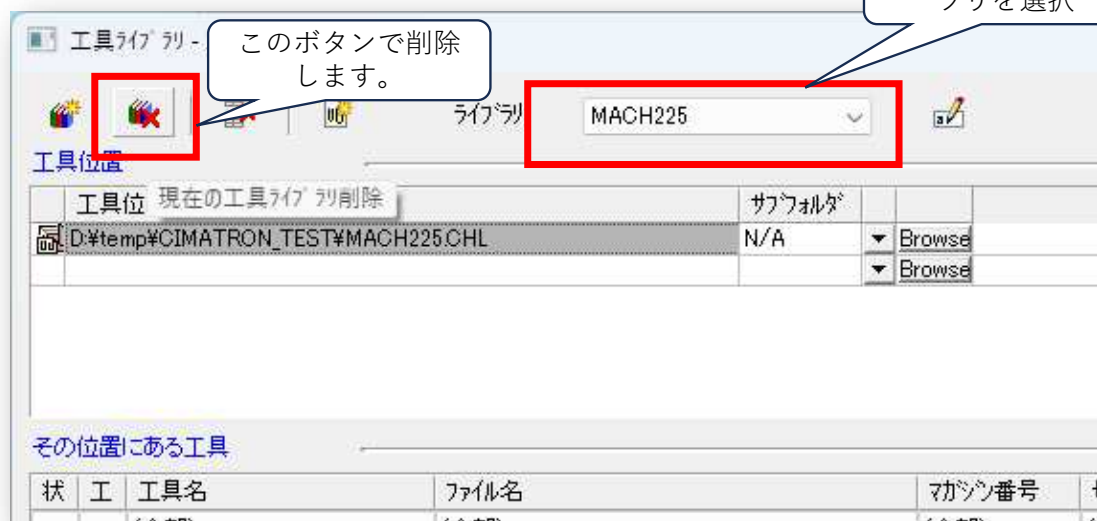 ﾌﾞﾘを選択
工具ﾗｲﾌﾞﾗﾘ -
このボタンで削除
します。
ﾗｲﾌﾞﾗﾘ
MACH225
工具位置
工具位
現在の工具ﾗｲﾌﾞﾗﾘ削除
ｻﾌﾞﾌｫﾙﾀﾞ
D:¥temp¥CIMATRON_TEST¥MACH225.CHL
N/A
Browse
Browse
その位置にある工具
状 工 工具名 ﾌｧｲﾙ名 ﾏｶﾞｼﾞﾝ番号